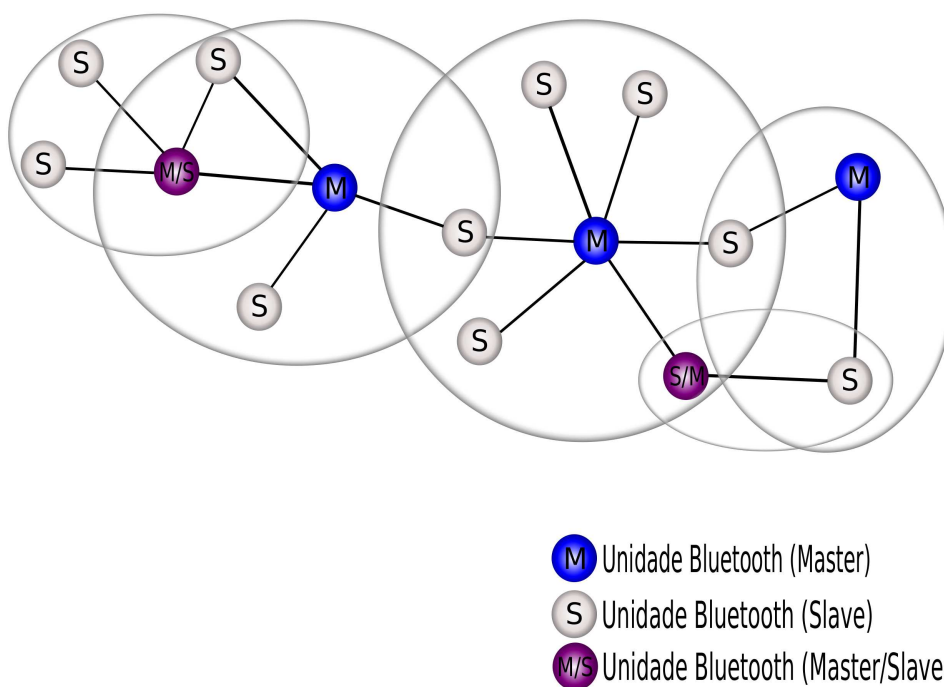 S
S
S
S
M/S
M
S
S
S
S
M
S
M
S
S/M
S
M Unidade Bluetooth (Master)
S Unidade Bluetooth (Slave)
M/S Unidade Bluetooth (Master/Slave